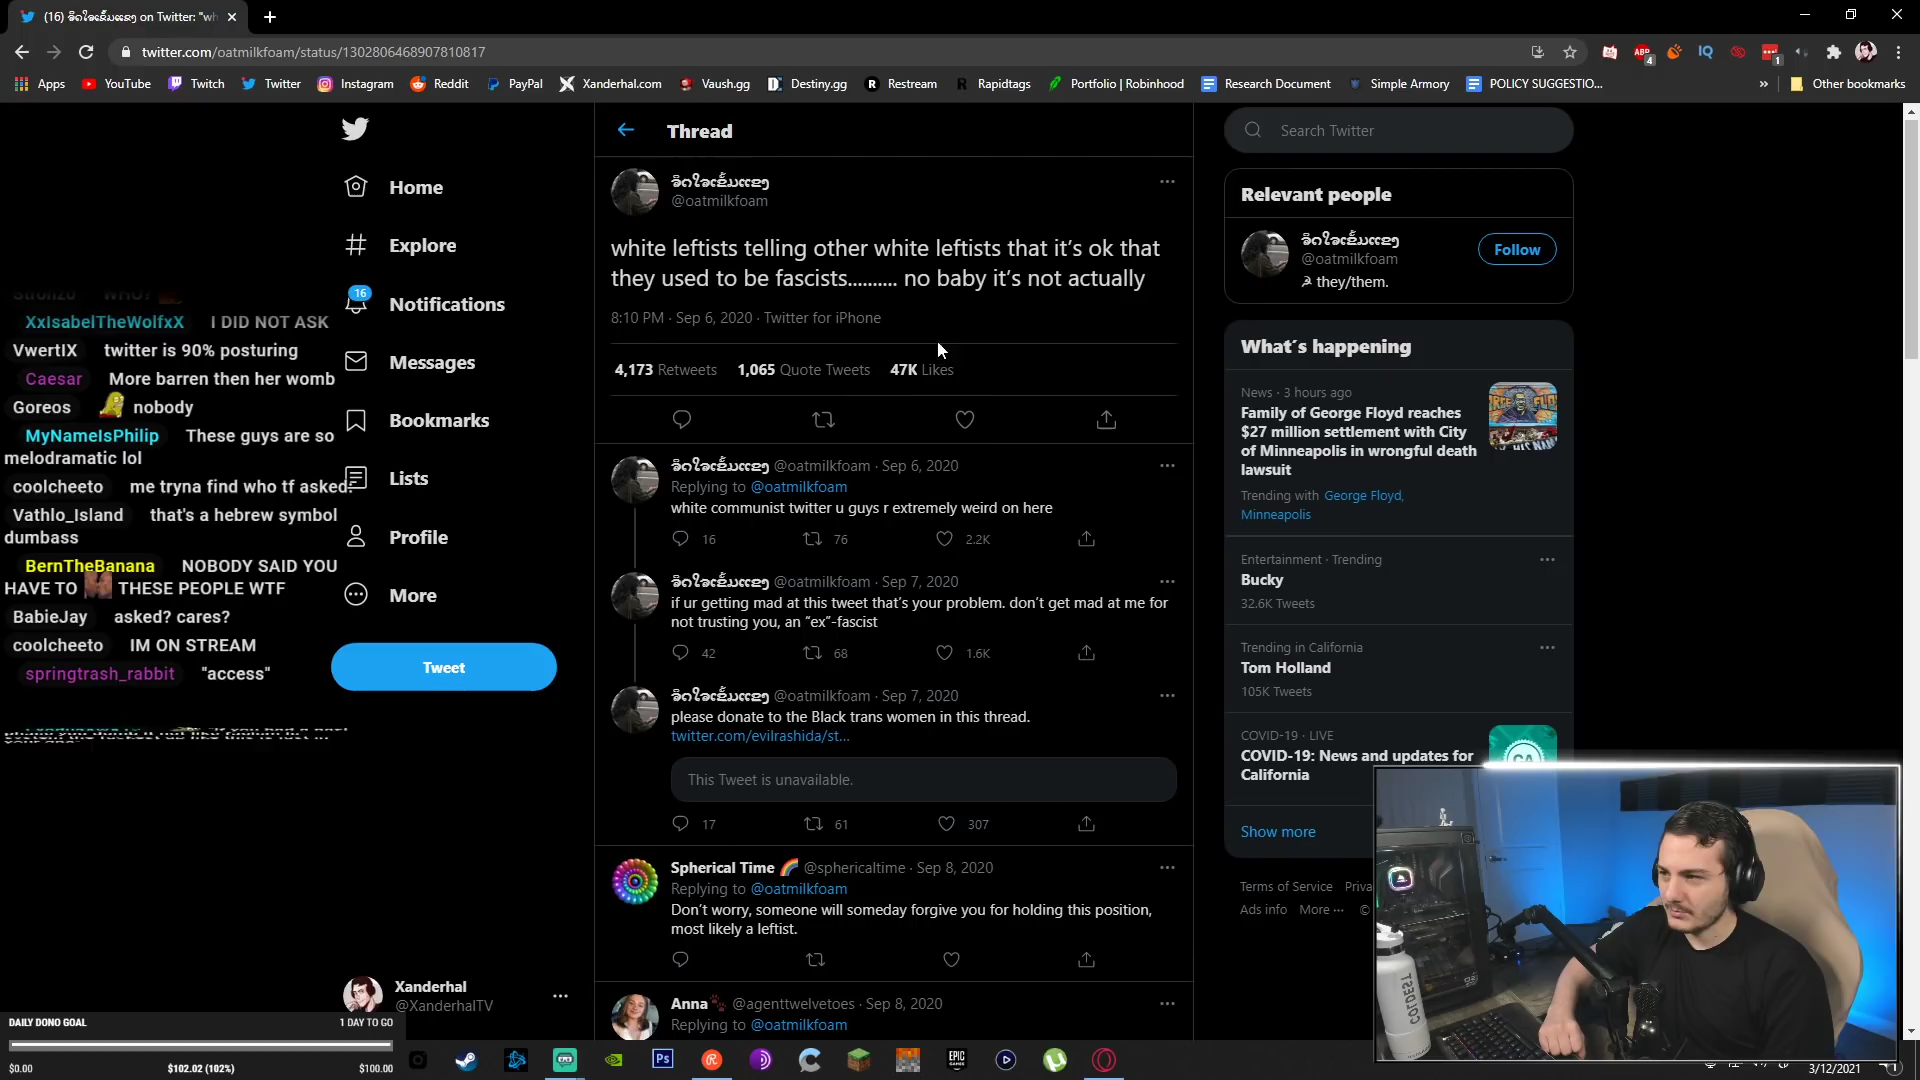 (16) on Twitter: "wh
twitter.com/oatmilkfoam/status/1302806468907810817
4
1
Apps YouTube Twitch Twitter Instagram Reddit PayPal Xanderhal.com Vaush.gg Destiny.gg Restream Rapidtags Portfolio | Robinhood Research Document Simple Armory POLICY SUGGESTIO... » Other bookmarks
Home
Explore
16
Notifications
Messages
Bookmarks
Lists
Profile
More
Tweet
Xanderhal
@XanderhalTV
XxIsabelTheWolfxX I DID NOT ASK
VwertIX twitter is 90% posturing
Caesar More barren then her womb
Goreos nobody
MyNameIsPhilip These guys are so
melodramatic lol
coolcheeto me tryna find who tf asked.
Vathlo_Island that's a hebrew symbol
dumbass
BernTheBanana NOBODY SAID YOU
HAVE TO THESE PEOPLE WTF
BabieJay asked? cares?
coolcheeto IM ON STREAM
springtrash_rabbit "access"
DAILY DONO GOAL 1 DAY TO GO
$0.00 $102.02 (102%) $100.00
Thread
@oatmilkfoam
white leftists telling other white leftists that it's ok that
they used to be fascists.......... no baby it's not actually
8:10 PM · Sep 6, 2020 · Twitter for iPhone
4,173 Retweets 1,065 Quote Tweets 47K Likes
@oatmilkfoam · Sep 6, 2020
Replying to @oatmilkfoam
white communist twitter u guys r extremely weird on here
16 76 2.2K
@oatmilkfoam · Sep 7, 2020
if ur getting mad at this tweet that's your problem. don't get mad at me for
not trusting you, an "ex"-fascist
42 68 1.6K
@oatmilkfoam · Sep 7, 2020
please donate to the Black trans women in this thread.
twitter.com/evilrashida/st...
This Tweet is unavailable.
17 61 307
Spherical Time @sphericaltime · Sep 8, 2020
Replying to @oatmilkfoam
Don't worry, someone will someday forgive you for holding this position,
most likely a leftist.
Anna @agenttwelvetoes · Sep 8, 2020
Replying to @oatmilkfoam
Search Twitter
Relevant people
@oatmilkfoam
Follow
they/them.
What's happening
News · 3 hours ago
Family of George Floyd reaches
$27 million settlement with City
of Minneapolis in wrongful death
lawsuit
Trending with George Floyd,
Minneapolis
Entertainment · Trending
Bucky
32.6K Tweets
Trending in California
Tom Holland
105K Tweets
COVID-19 · LIVE
COVID-19: News and updates for
California
Show more
Terms of Service Priva
Ads info More ··· ©
COLDEST
Ps
EPIC
GAMES
3/12/2021